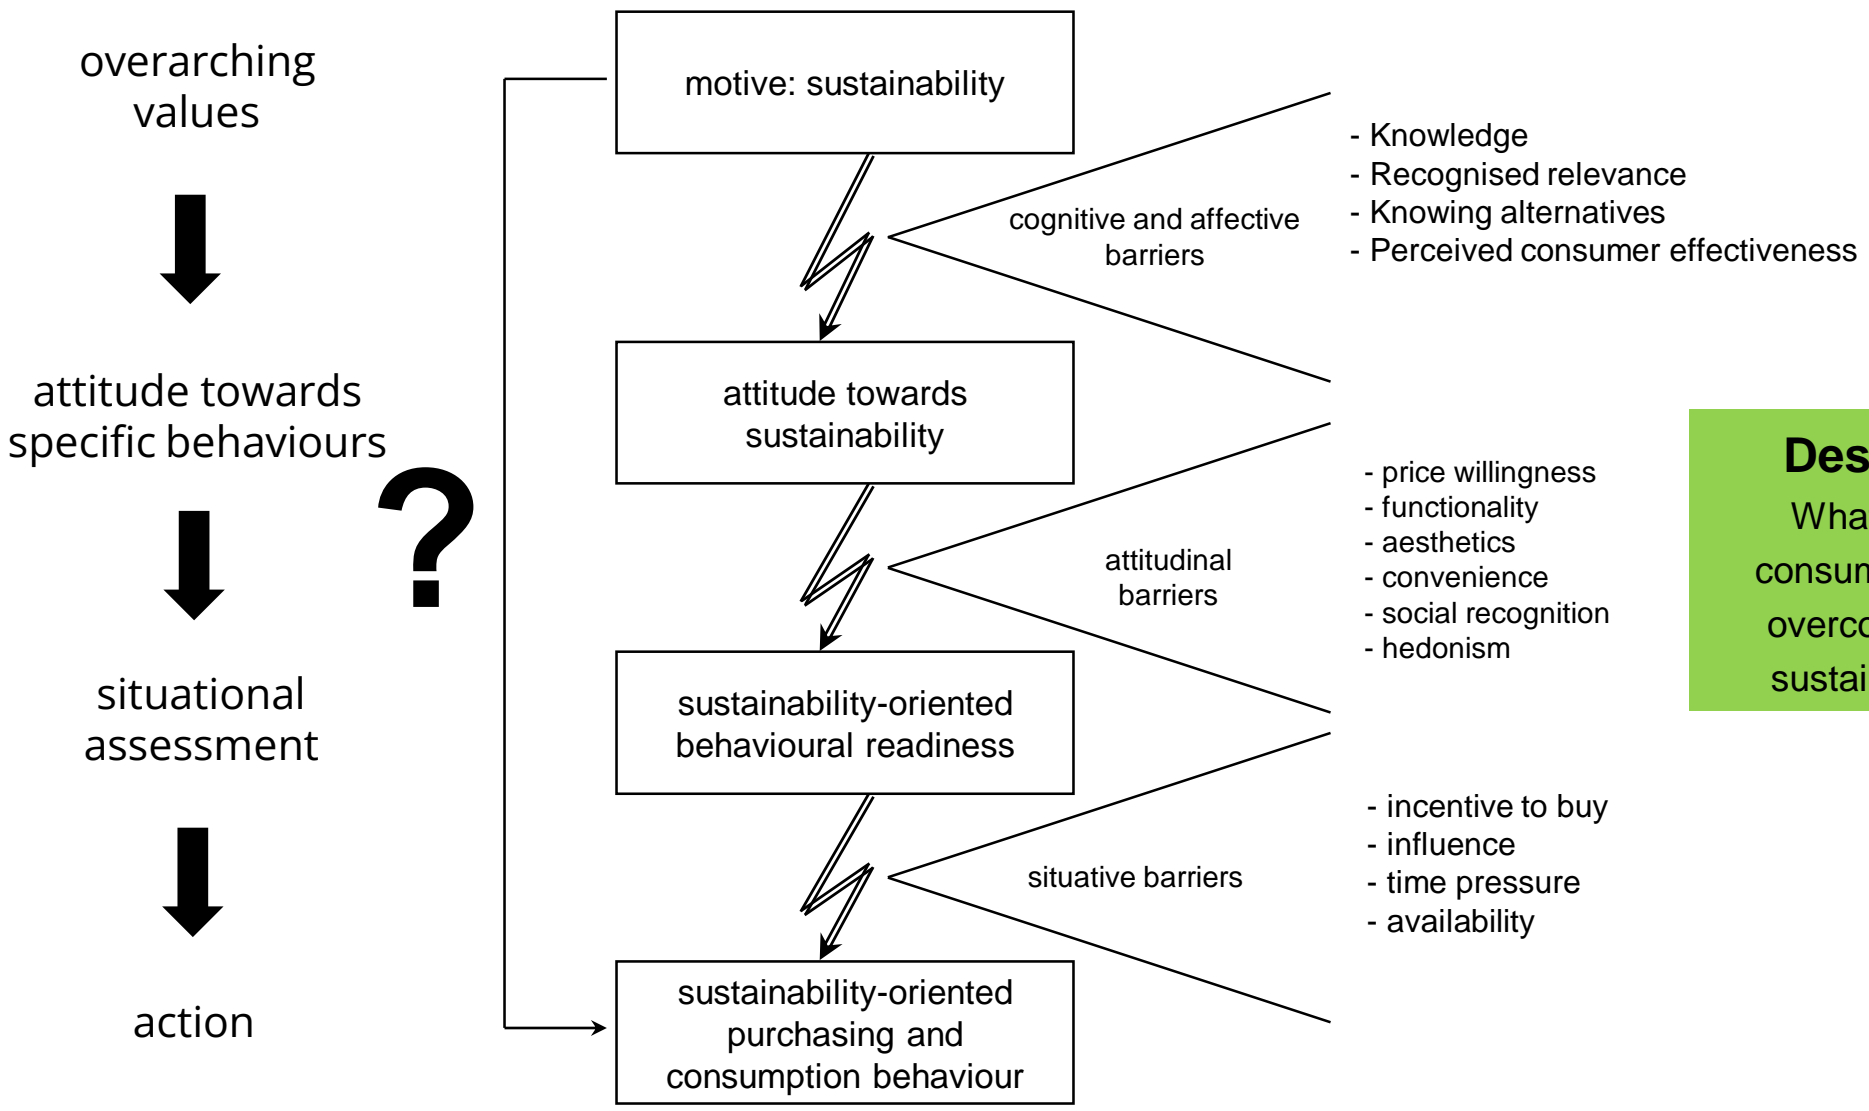 overarching
values
attitude towards
specific behaviours
?
situational
assessment
action
motive: sustainability
cognitive and affective
barriers
- Knowledge
- Recognised relevance
- Knowing alternatives
- Perceived consumer effectiveness
attitude towards
sustainability
attitudinal
barriers
- price willingness
- functionality
- aesthetics
- convenience
- social recognition
- hedonism
sustainability-oriented
behavioural readiness
situative barriers
- incentive to buy
- influence
- time pressure
- availability
sustainability-oriented
purchasing and
consumption behaviour